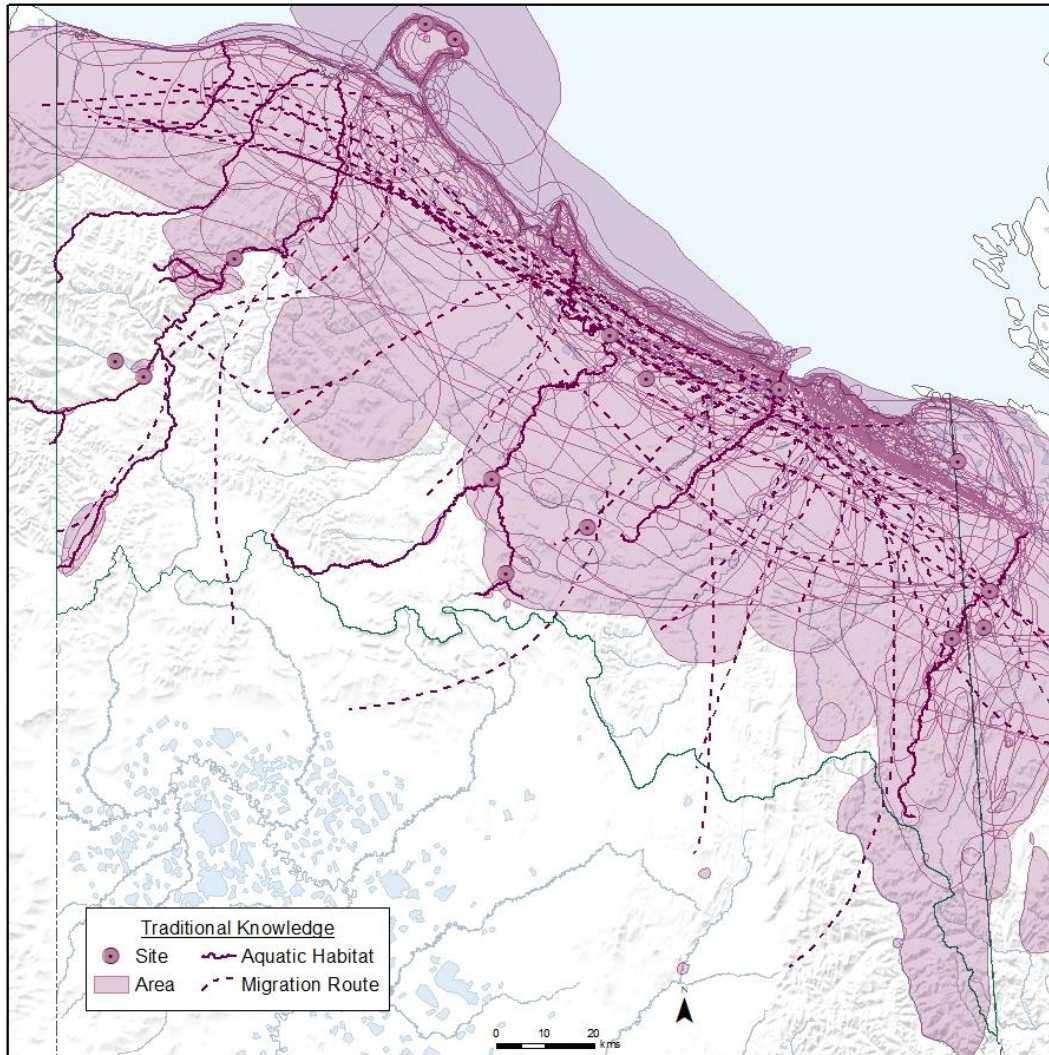 Traditional Knowledge
Site
Aquatic Habitat
Area
Migration Route
N
0 10 20
kms